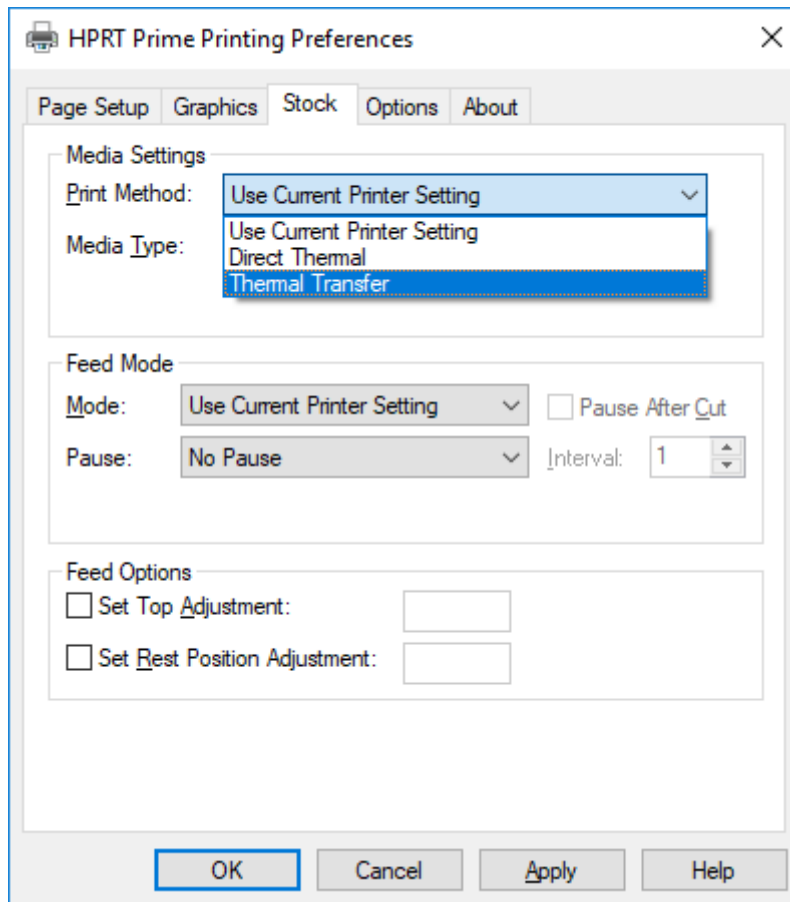 HPRT Prime Printing Preferences
Page Setup Graphics Stock Options About
Media Settings
Print Method: Use Current Printer Setting
Use Current Printer Setting
Media Type:
Direct Thermal
Thermal Transfer
Feed Mode
Mode: Use Current Printer Setting Pause After Cut
Pause: No Pause Interval: 1
Feed Options
Set Top Adjustment:
Set Rest Position Adjustment:
OK Cancel Apply Help